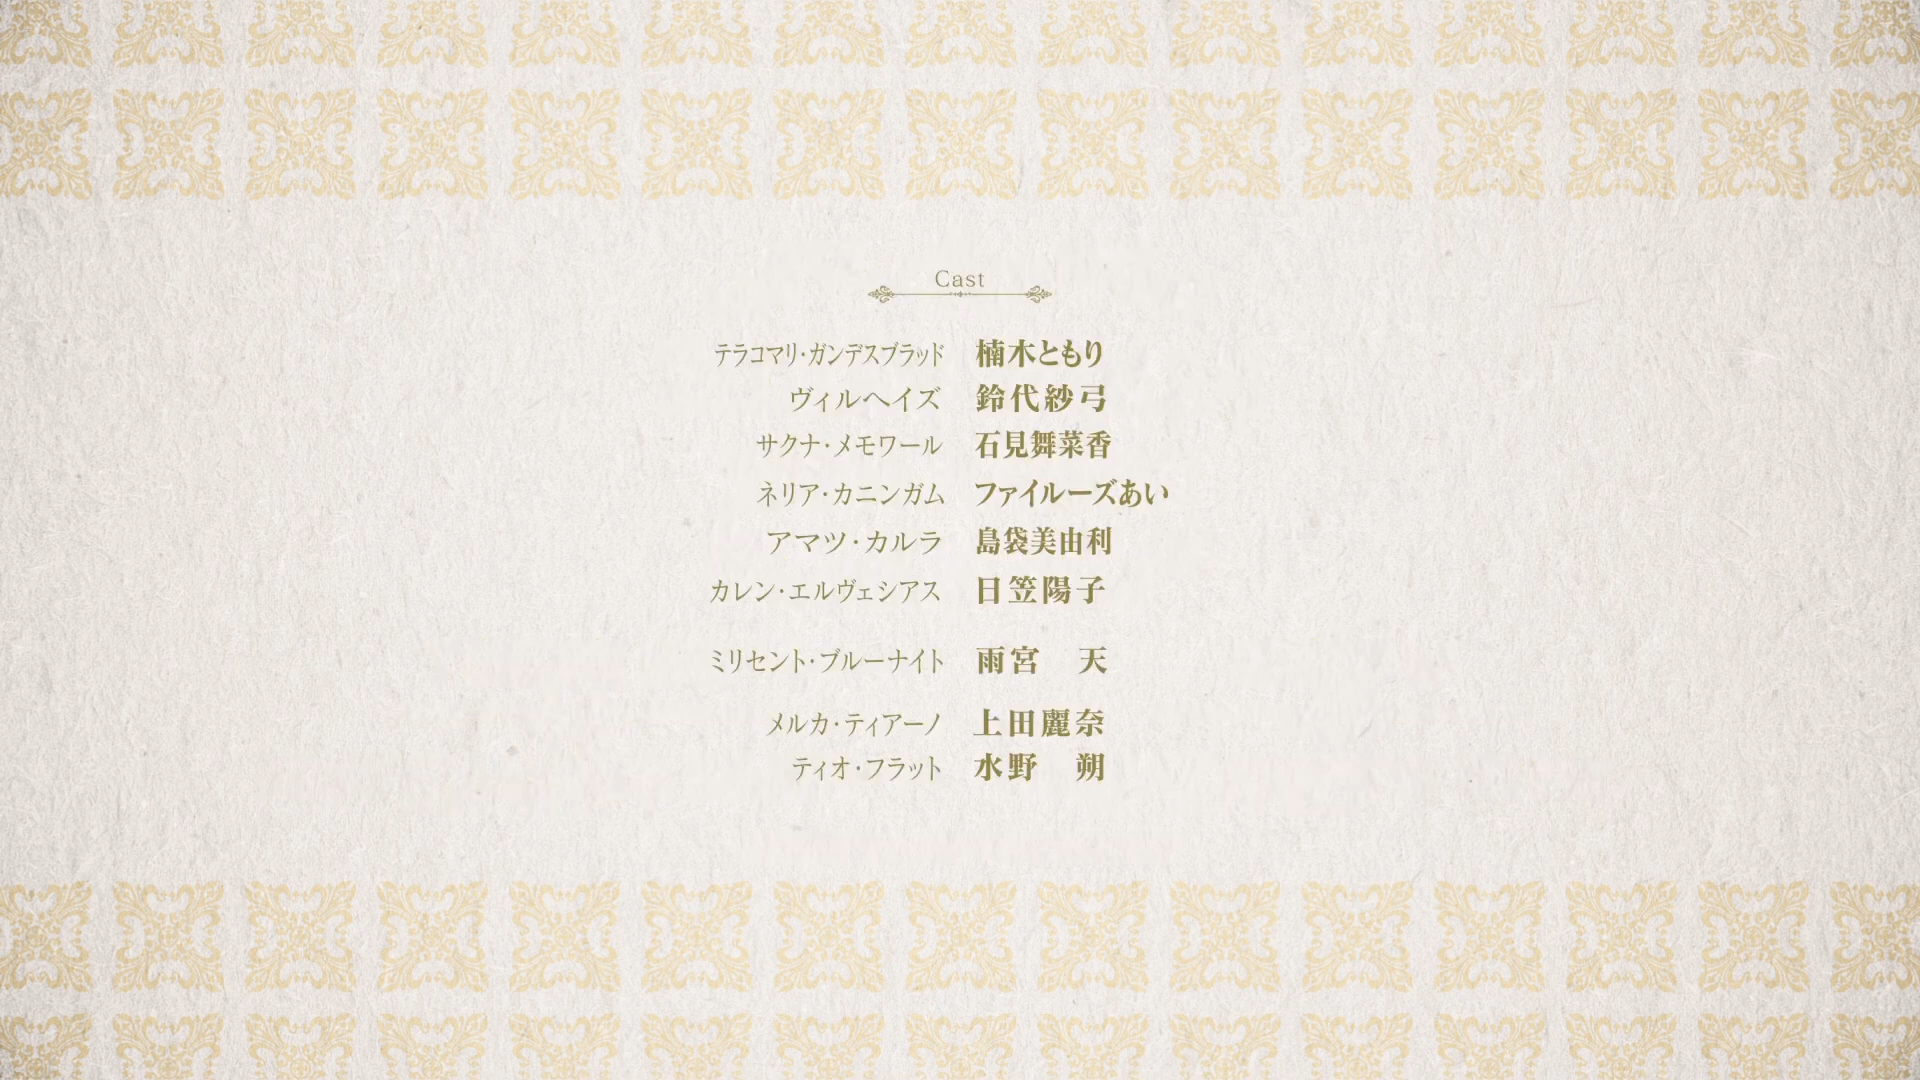 Cast
テラコマリ・ガンデスブラッド 楠木ともり
ヴィルヘイズ 鈴代紗弓
サクナ・メモワール 石見舞菜香
ネリア・カニンガム ファイルーズあい
アマツ・カルラ 島袋美由利
カレン・エルヴェシアス 日笠陽子
ミリセント・ブルーナイト 雨宮 天
メルカ・ティアーノ 上田麗奈
ティオ・フラット 水野 朔